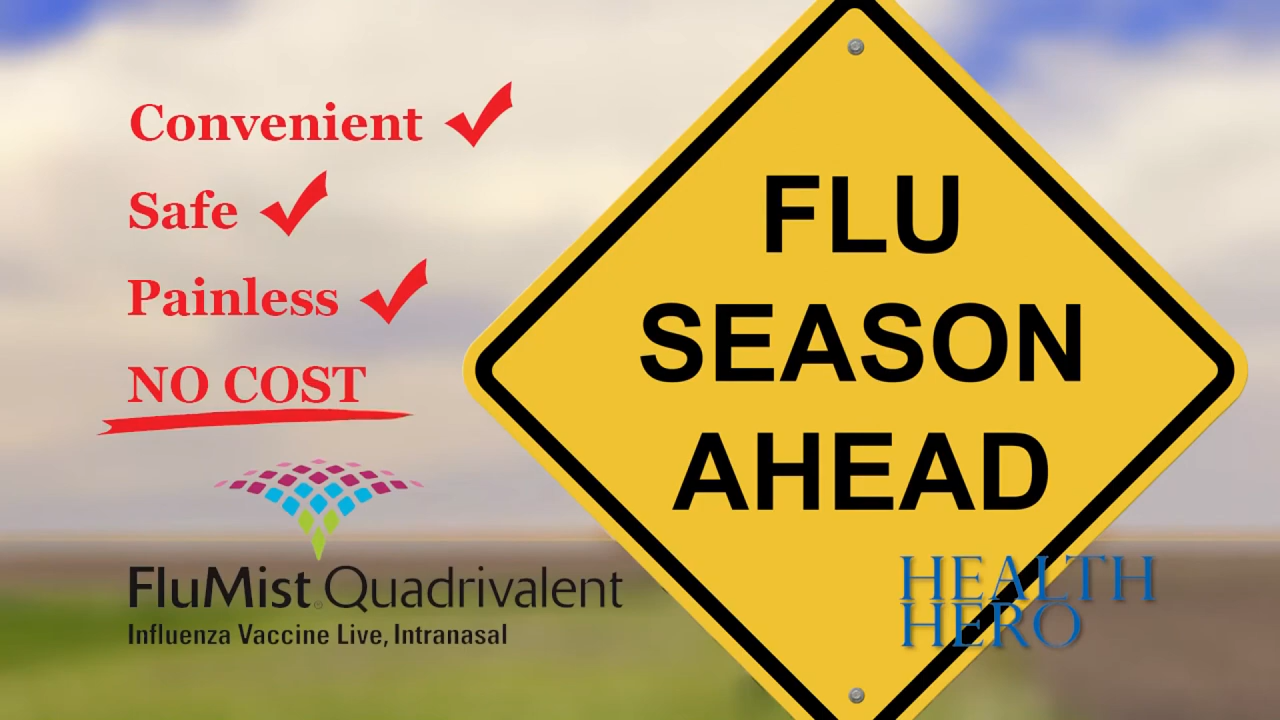 Convenient
Safe
Painless
NO COST
FLU
SEASON
AHEAD
FluMist® Quadrivalent
Influenza Vaccine Live, Intranasal
HEALTH
HERO